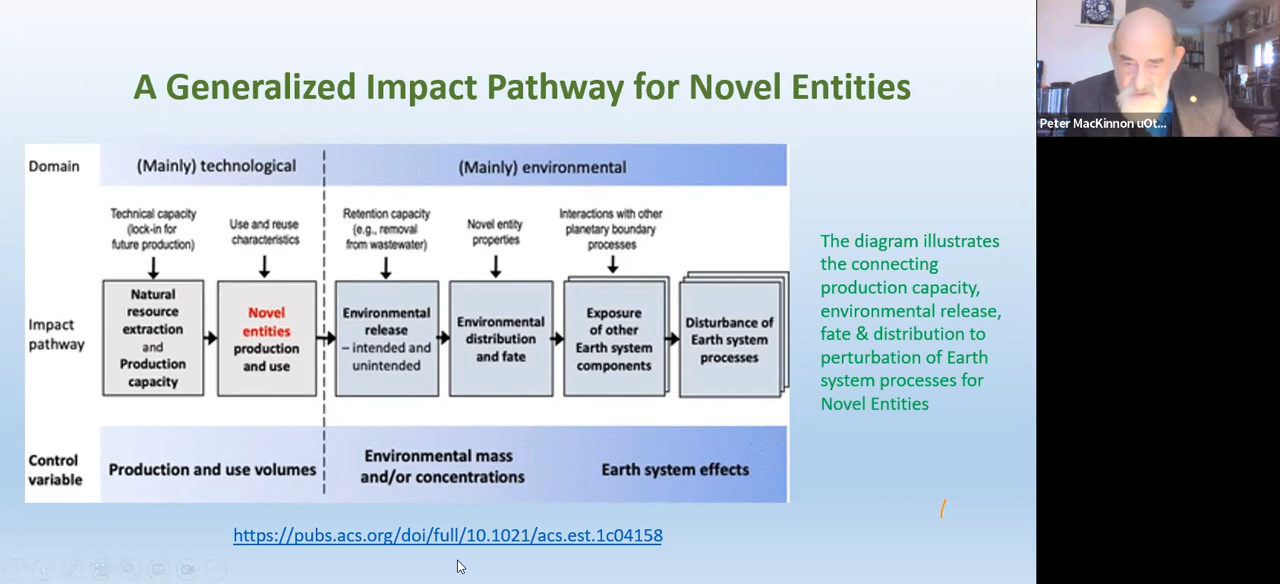 A Generalized Impact Pathway for Novel Entities
Peter MacKinnon uOt...
Domain
(Mainly) technological
(Mainly) environmental
Technical capacity
(lock-in for
future production)
Use and reuse
characteristics
Retention capacity
(e.g., removal
from wastewater)
Novel entity
properties
Interactions with other
planetary boundary
processes
Impact
pathway
Natural
resource
extraction
and
Production
capacity
Novel
entities
production
and use
Environmental
release
– intended and
unintended
Environmental
distribution
and fate
Exposure
of other
Earth system
components
Disturbance of
Earth system
processes
Control
variable
Production and use volumes
Environmental mass
and/or concentrations
Earth system effects
The diagram illustrates
the connecting
production capacity,
environmental release,
fate & distribution to
perturbation of Earth
system processes for
Novel Entities
https://pubs.acs.org/doi/full/10.1021/acs.est.1c04158